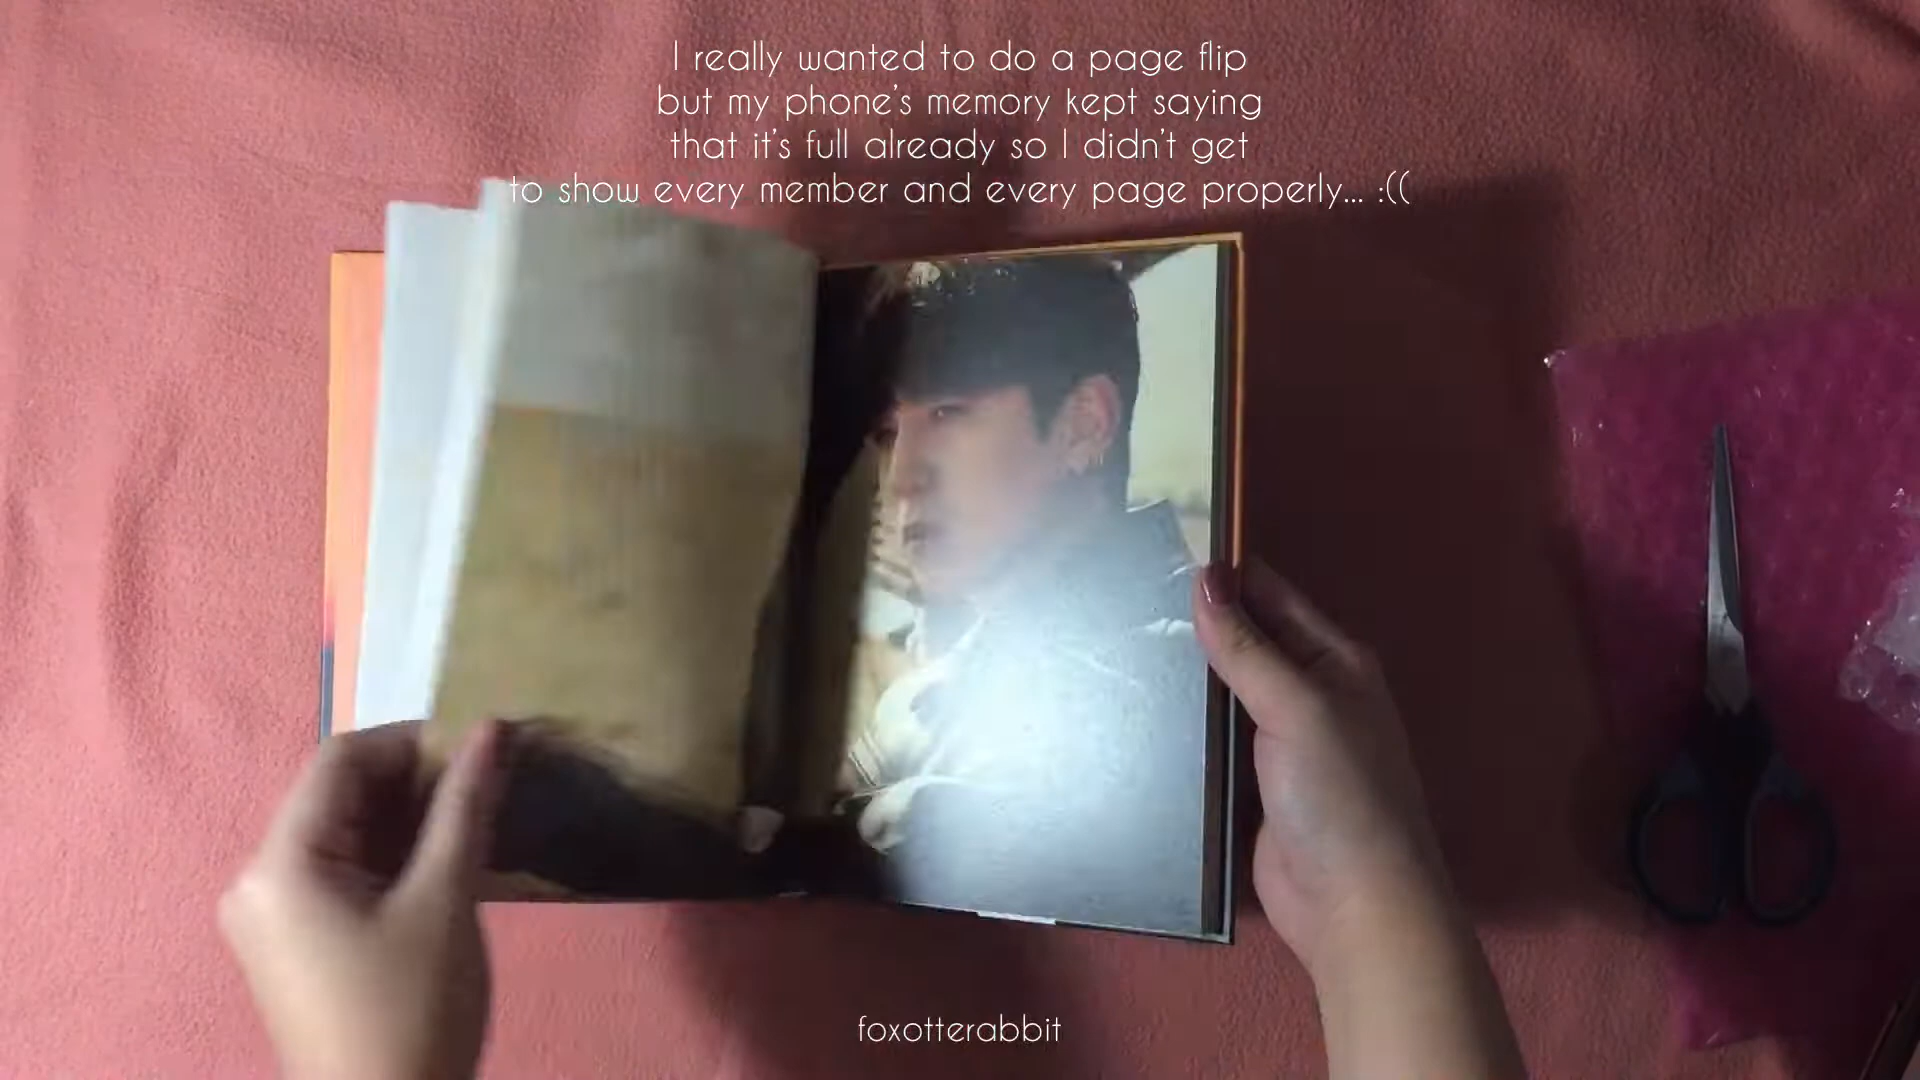 I really wanted to do a page flip
but my phone's memory kept saying
that it's full already so I didn't get
to show every member and every page properly... :((
foxotterabbit